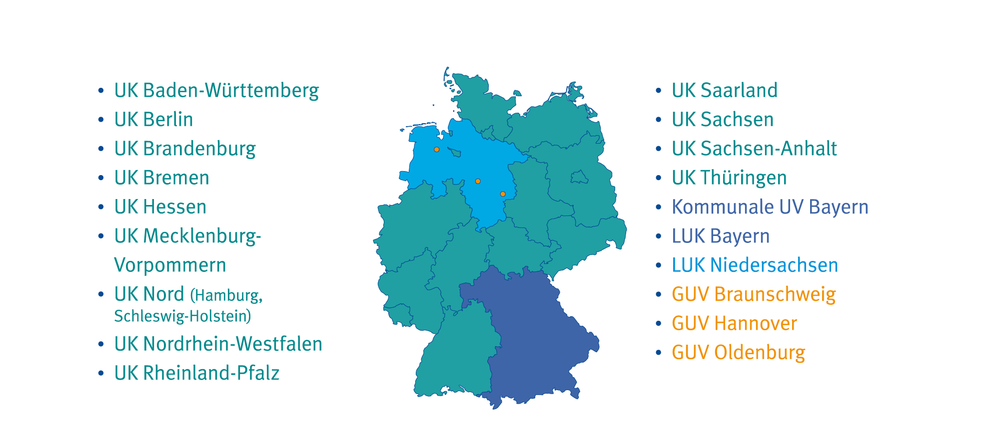 • UK Baden-Württemberg
• UK Berlin
• UK Brandenburg
• UK Bremen
• UK Hessen
• UK Mecklenburg-
Vorpommern
• UK Nord (Hamburg,
Schleswig-Holstein)
• UK Nordrhein-Westfalen
• UK Rheinland-Pfalz
• UK Saarland
• UK Sachsen
• UK Sachsen-Anhalt
• UK Thüringen
• Kommunale UV Bayern
• LUK Bayern
• LUK Niedersachsen
• GUV Braunschweig
• GUV Hannover
• GUV Oldenburg